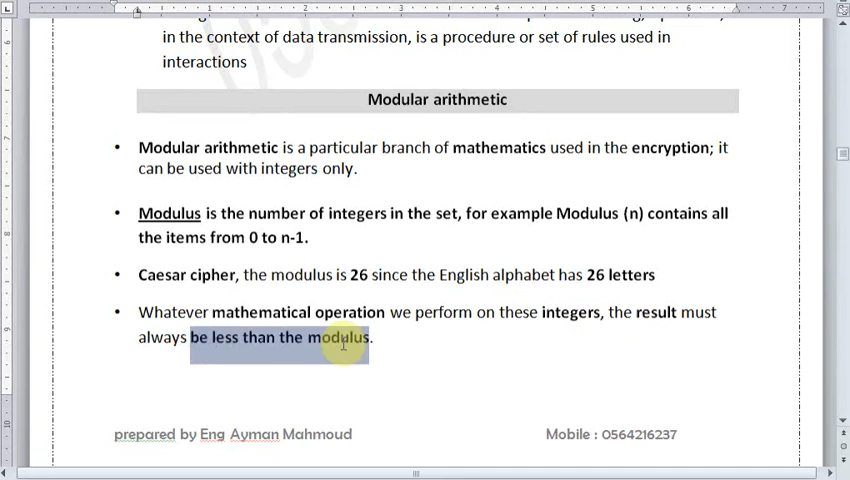 in the context of data transmission, is a procedure or set of rules used in
interactions
Modular arithmetic
• Modular arithmetic is a particular branch of mathematics used in the encryption; it
can be used with integers only.
• Modulus is the number of integers in the set, for example Modulus (n) contains all
the items from 0 to n-1.
• Caesar cipher, the modulus is 26 since the English alphabet has 26 letters
• Whatever mathematical operation we perform on these integers, the result must
always be less than the modulus.
prepared by Eng Ayman Mahmoud Mobile : 0564216237